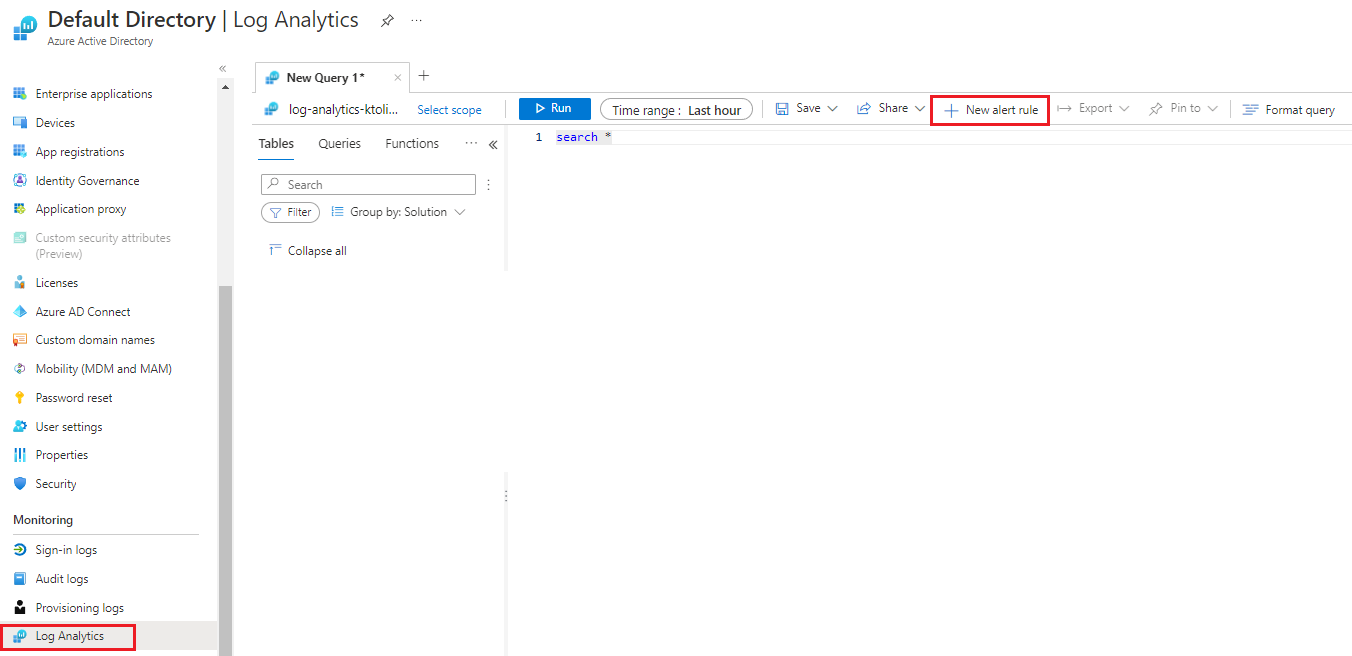 Default Directory | Log Analytics
Azure Active Directory
Enterprise applications
Devices
App registrations
Identity Governance
Application proxy
Custom security attributes
(Preview)
Licenses
Azure AD Connect
Custom domain names
Mobility (MDM and MAM)
Password reset
User settings
Properties
Security
Monitoring
Sign-in logs
Audit logs
Provisioning logs
Log Analytics
New Query 1*
log-analytics-ktoli... Select scope Run Time range : Last hour Save Share New alert rule Export Pin to Format query
Tables Queries Functions
1 search *
Search
Filter Group by: Solution
Collapse all